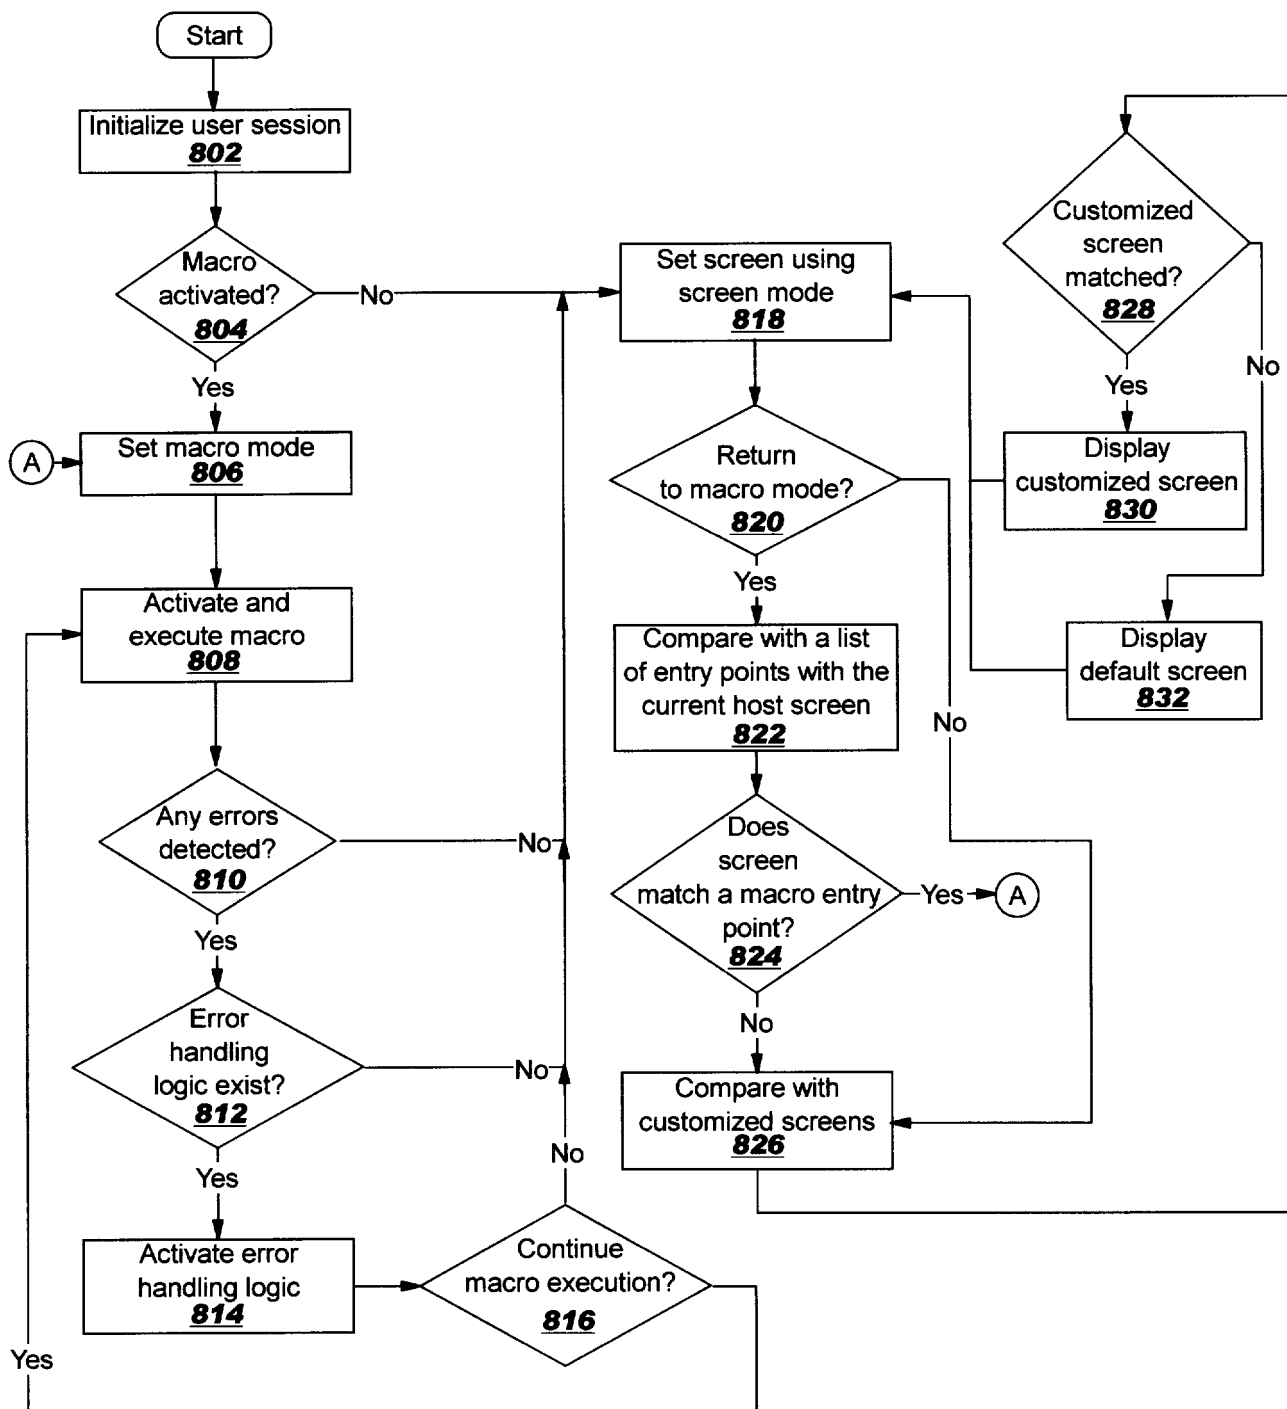 Start
Initialize user session
802
Macro
activated?
804
No
Yes
A
Set macro mode
806
Activate and
execute macro
808
Any errors
detected?
810
No
Yes
Error
handling
logic exist?
812
No
Yes
Activate error
handling logic
814
Continue
macro execution?
816
No
Yes
Set screen using
screen mode
818
Return
to macro mode?
820
No
Yes
Compare with a list
of entry points with the
current host screen
822
Does
screen
match a macro entry
point?
824
Yes
A
No
Compare with
customized screens
826
Customized
screen
matched?
828
No
Yes
Display
customized screen
830
Display
default screen
832